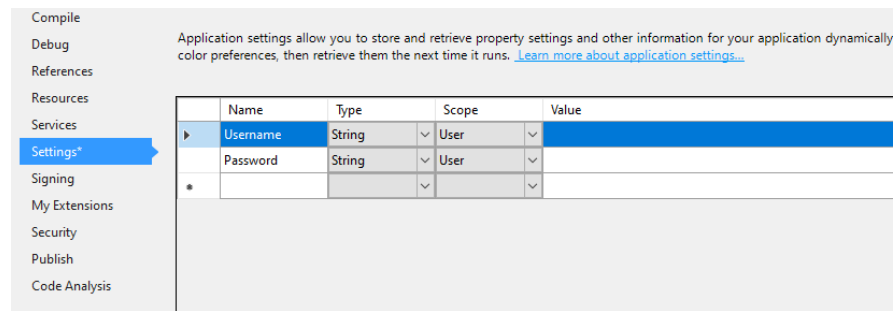 Compile
Debug
References
Resources
Services
Settings*
Signing
My Extensions
Security
Publish
Code Analysis
Application settings allow you to store and retrieve property settings and other information for your application dynamically
color preferences, then retrieve them the next time it runs. Learn more about application settings...
Name Type Scope Value
Username String User
Password String User